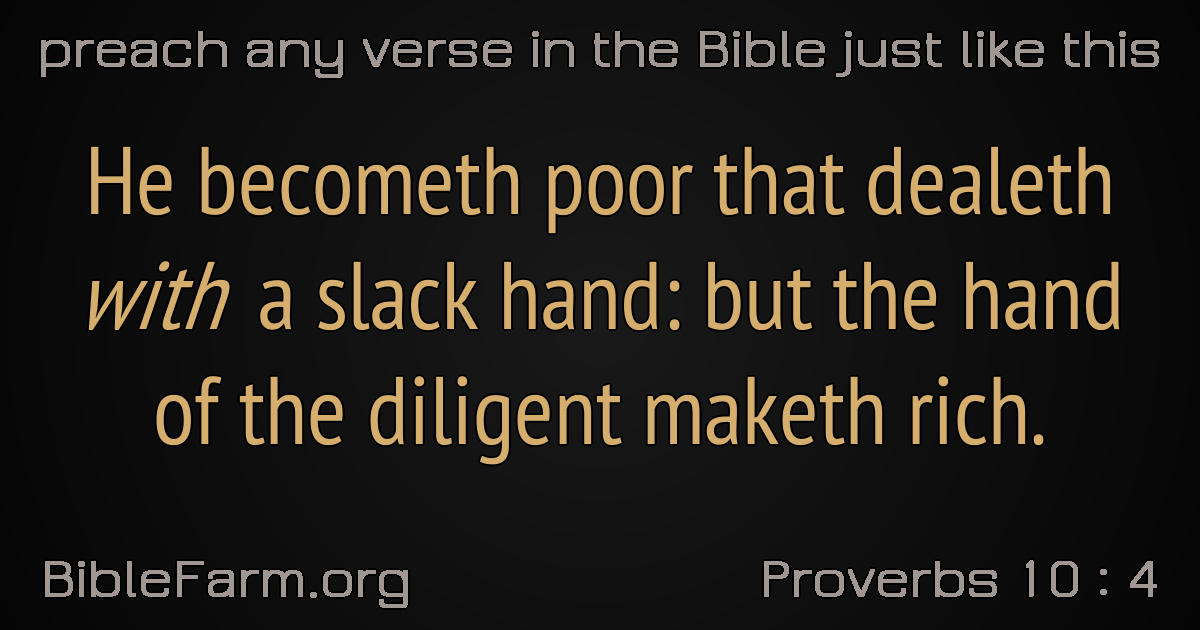 preach any verse in the Bible just like this
He becometh poor that dealeth
with a slack hand: but the hand
of the diligent maketh rich.
BibleFarm.org
Proverbs 10 : 4